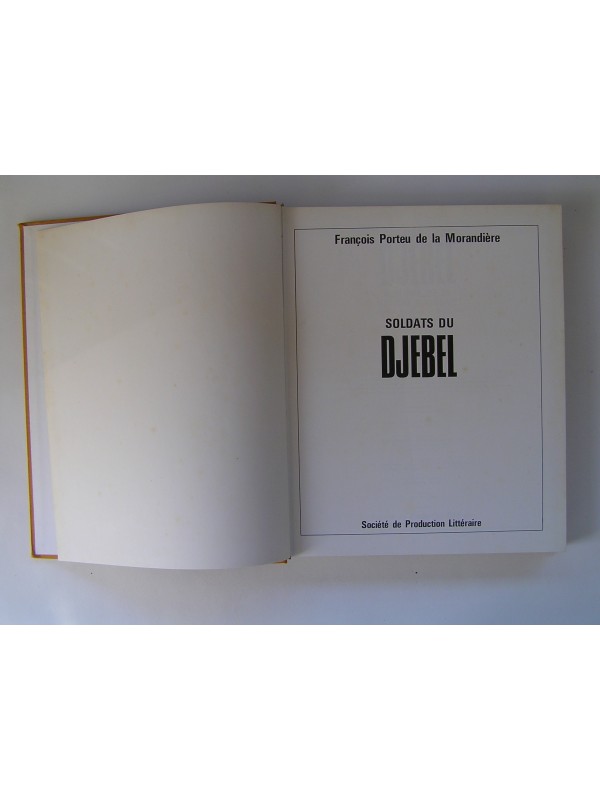 François Porteu de la Morandière
SOLDATS DU
DJEBEL
Société de Production Littéraire